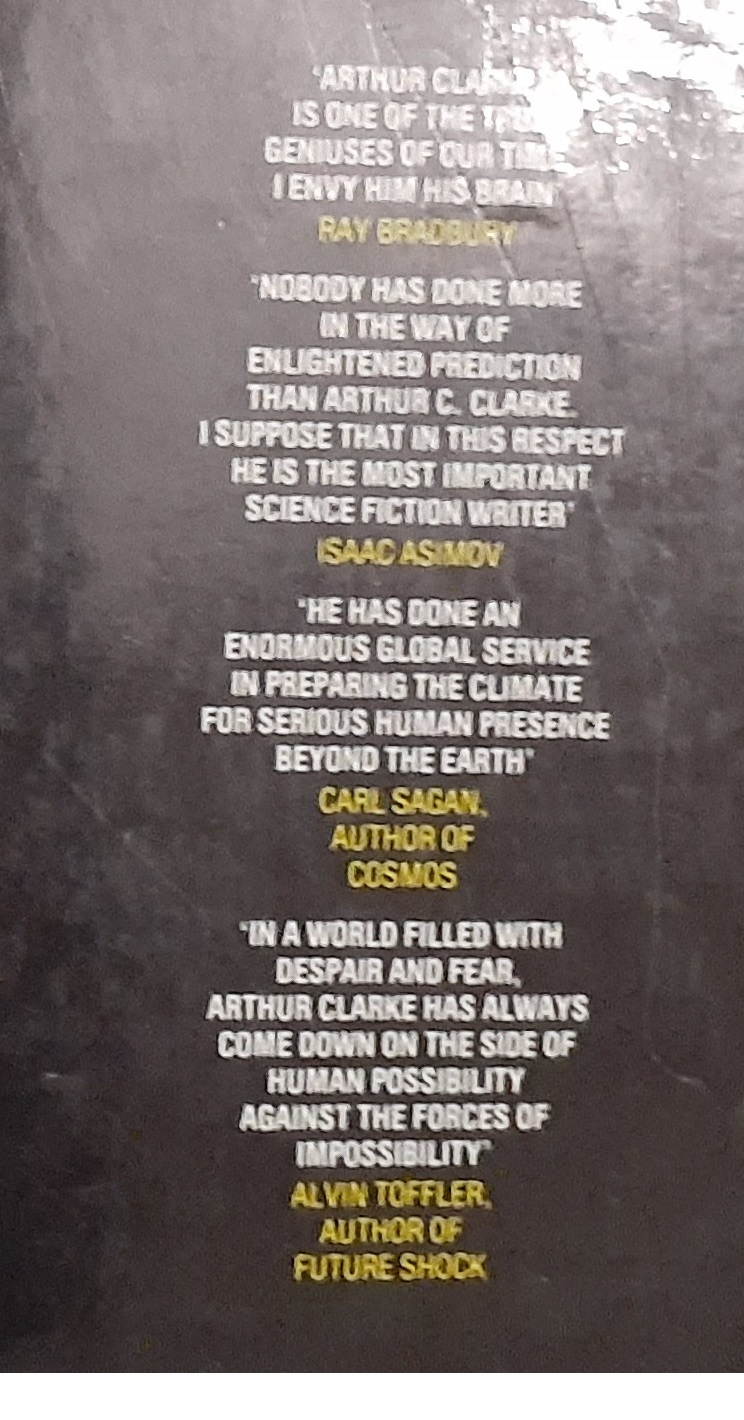 'ARTHUR
IS ONE OF THE
GENIUSES OF OUR TIME
I ENVY HIM HIS BRAIN'
RAY BRADBURY
'NOBODY HAS DONE MORE
IN THE WAY OF
ENLIGHTENED PREDICTION
THAN ARTHUR C. CLARKE.
I SUPPOSE THAT IN THIS RESPECT
HE IS THE MOST IMPORTANT
SCIENCE FICTION WRITER'
ISAAC ASIMOV
'HE HAS DONE AN
ENORMOUS GLOBAL SERVICE
IN PREPARING THE CLIMATE
FOR SERIOUS HUMAN PRESENCE
BEYOND THE EARTH'
CARL SAGAN,
AUTHOR OF
COSMOS
'IN A WORLD FILLED WITH
DESPAIR AND FEAR,
ARTHUR CLARKE HAS ALWAYS
COME DOWN ON THE SIDE OF
HUMAN POSSIBILITY
AGAINST THE FORCES OF
IMPOSSIBILITY'
ALVIN TOFFLER,
AUTHOR OF
FUTURE SHOCK